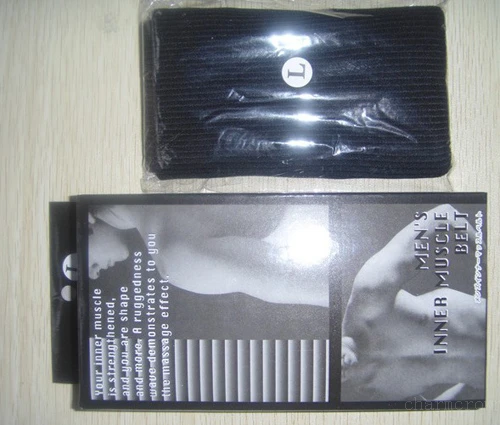 L
MEN'S
INNER MUSCLE
BELT
Your inner muscle
is strengthened,
and you are shape
and more. A ruggedness
wave demonstrates to you
the massage effect.
L